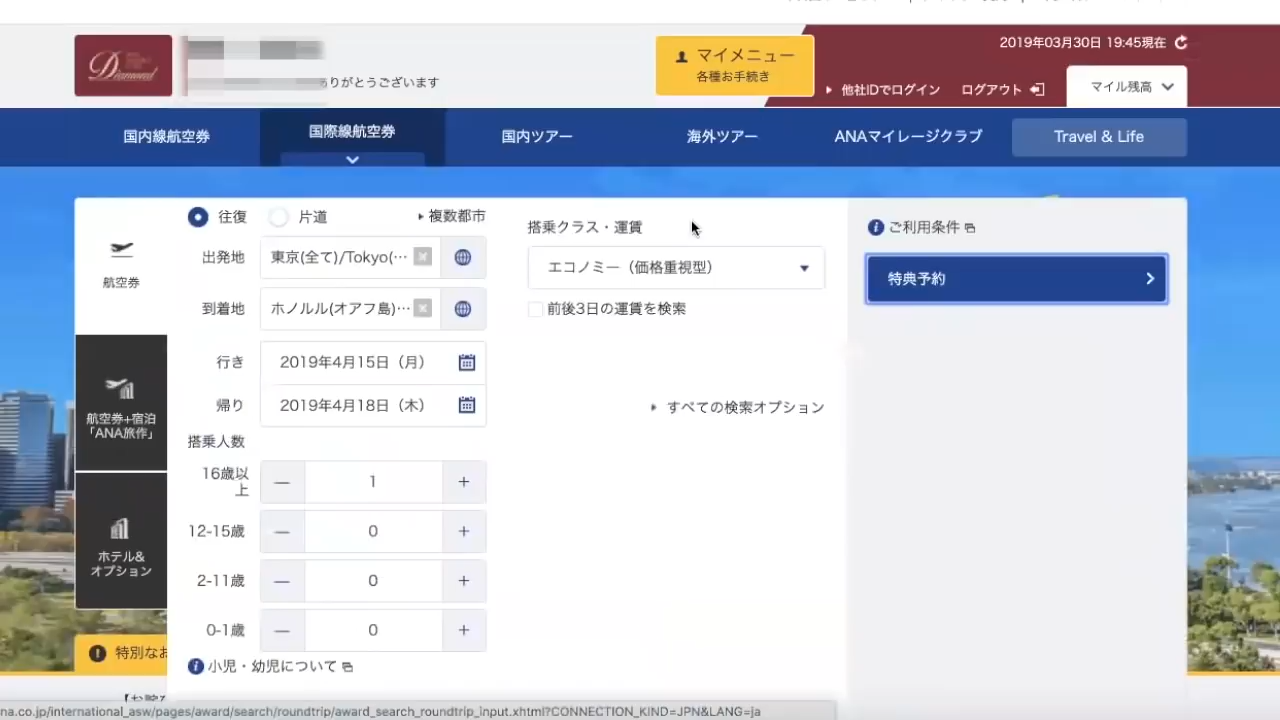 Diamond
りがとうございます
マイメニュー
各種お手続き
2019年03月30日 19:45現在
他社IDでログイン
ログアウト
マイル残高
国内線航空券
国際線航空券
国内ツアー
海外ツアー
ANAマイレージクラブ
Travel & Life
航空券
航空券+宿泊
「ANA旅作」
ホテル&
オプション
往復
片道
複数都市
出発地
東京(全て)/Tokyo(…
到着地
ホノルル(オアフ島)…
行き
2019年4月15日（月）
帰り
2019年4月18日（木）
搭乗人数
16歳以上
1
12-15歳
0
2-11歳
0
0-1歳
0
小児・幼児について
搭乗クラス・運賃
エコノミー（価格重視型）
前後3日の運賃を検索
すべての検索オプション
ご利用条件
特典予約
特別なお
na.co.jp/international_asw/pages/award/search/roundtrip/award_search_roundtrip_input.xhtml?CONNECTION_KIND=JPN&LANG=ja